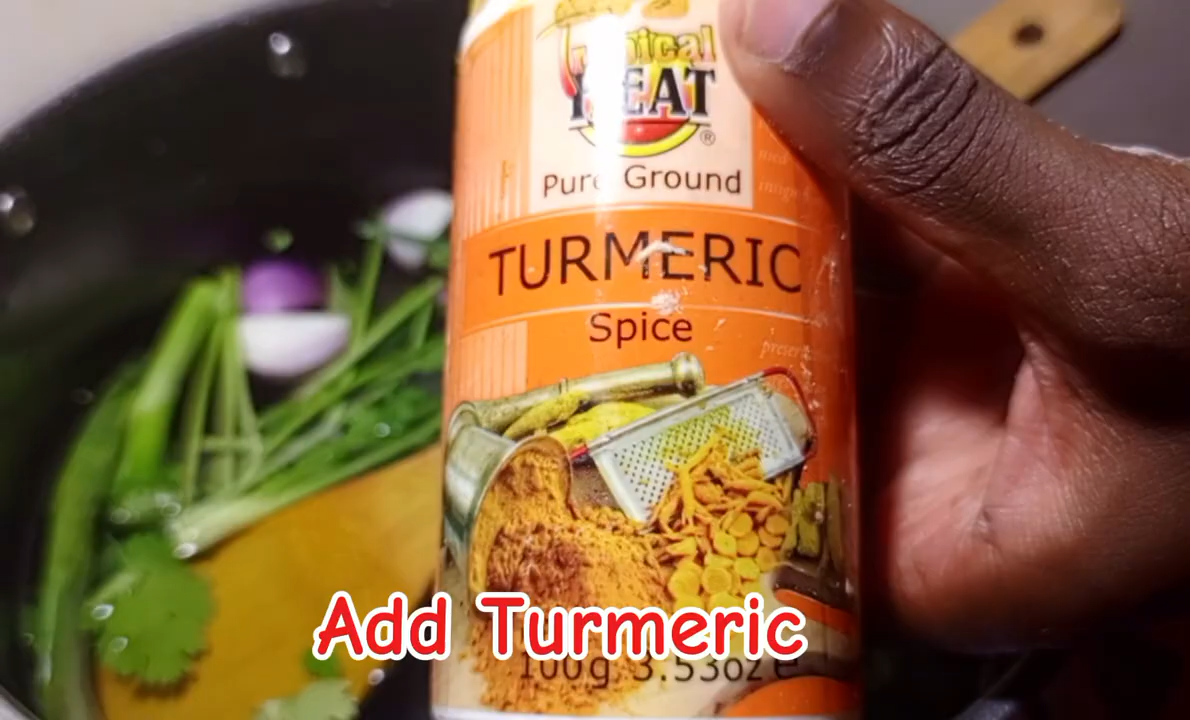 Tropical
HEAT
®
Pure Ground
TURMERIC
Spice
Add Turmeric
100g 3.53oz e